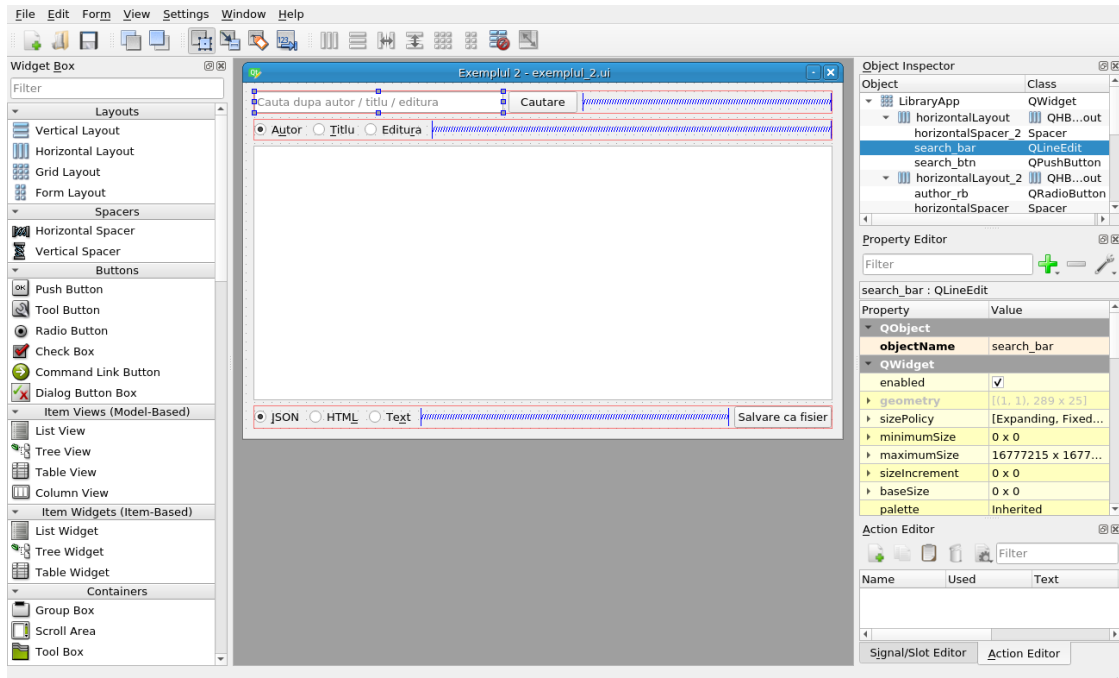 File Edit Form View Settings Window Help
Widget Box
Filter
Layouts
Vertical Layout
Horizontal Layout
Grid Layout
Form Layout
Spacers
Horizontal Spacer
Vertical Spacer
Buttons
OK Push Button
Tool Button
Radio Button
Check Box
Command Link Button
Dialog Button Box
Item Views (Model-Based)
List View
Tree View
Table View
Column View
Item Widgets (Item-Based)
List Widget
Tree Widget
Table Widget
Containers
Group Box
Scroll Area
Tool Box
Exemplul 2 - exemplul_2.ui
Cauta dupa autor / titlu / editura
Cautare
Autor Titlu Editura
JSON HTML Text
Salvare ca fisier
Object Inspector
Object Class
LibraryApp QWidget
horizontalLayout QHB...out
horizontalSpacer_2 Spacer
search_bar QLineEdit
search_btn QPushButton
horizontalLayout_2 QHB...out
author_rb QRadioButton
horizontalSpacer Spacer
Property Editor
Filter
search_bar : QLineEdit
Property Value
QObject
objectName search_bar
QWidget
enabled
geometry [(1, 1), 289 x 25]
sizePolicy [Expanding, Fixed...
minimumSize 0 x 0
maximumSize 16777215 x 1677...
sizeIncrement 0 x 0
baseSize 0 x 0
palette Inherited
Action Editor
Filter
Name Used Text
Signal/Slot Editor Action Editor